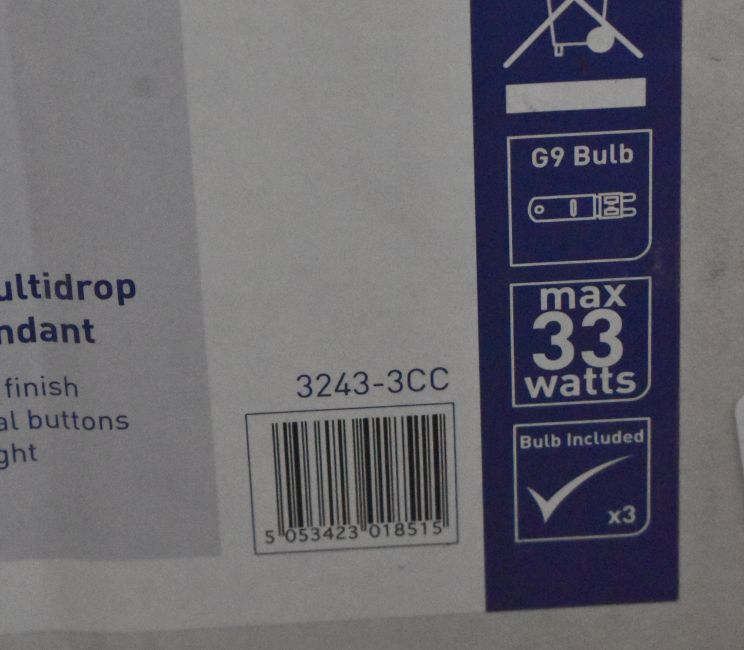 ultidrop
ndant
finish
al buttons
ght
3243-3CC
5 053423 018515
G9 Bulb
max
33
watts
Bulb Included
x3